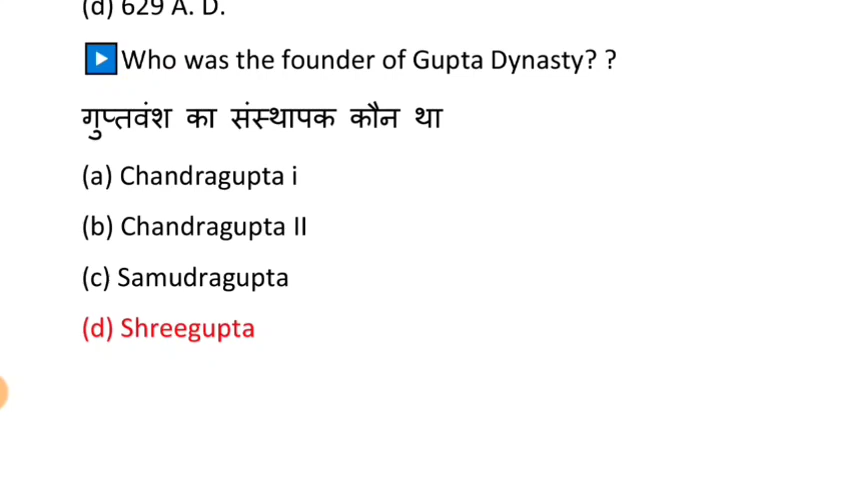 (d) 629 A. D.
Who was the founder of Gupta Dynasty? ?
गुप्तवंश का संस्थापक कौन था
(a) Chandragupta i
(b) Chandragupta II
(c) Samudragupta
(d) Shreegupta